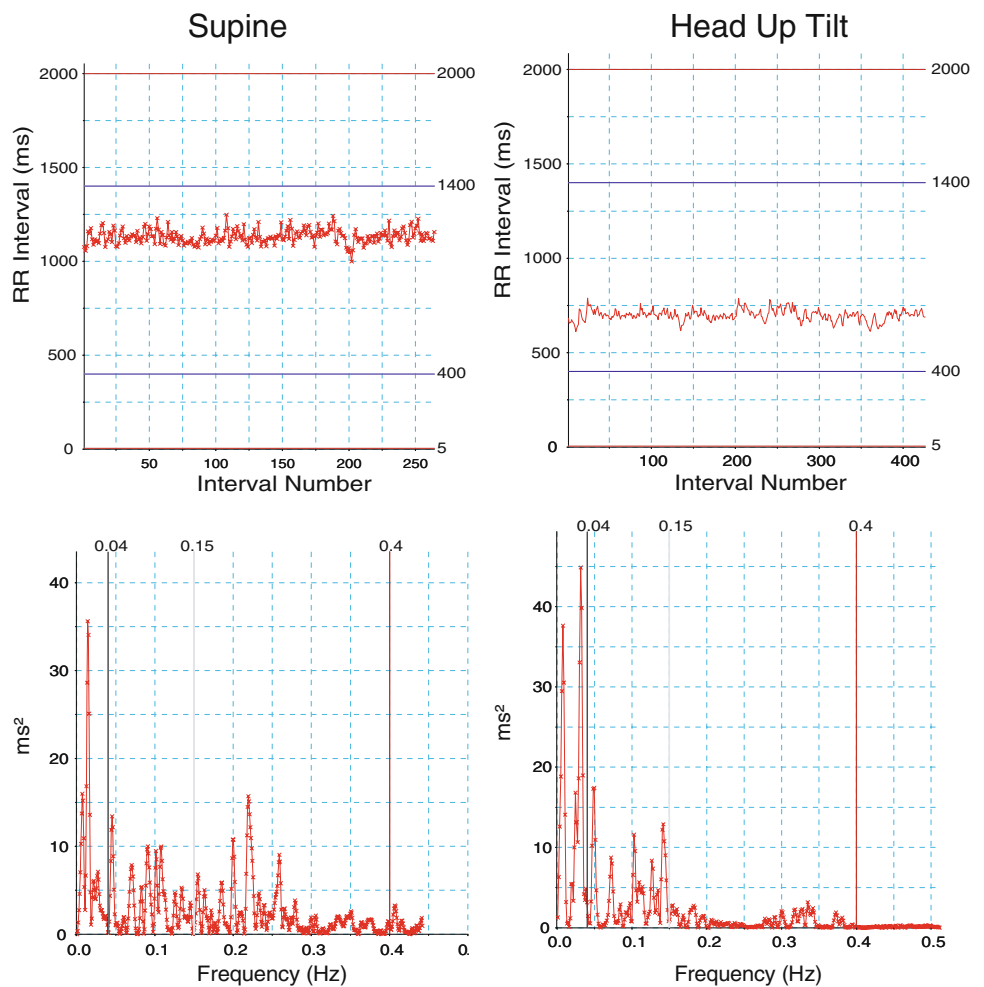 Supine
Head Up Tilt
RR Interval (ms)
2000
1500
1000
500
0
2000
1400
400
5
50 100 150 200 250
Interval Number
RR Interval (ms)
2000
1500
1000
500
0
2000
1400
400
5
100 200 300 400
Interval Number
0.04 0.15 0.4
ms²
40
30
20
10
0
0.0 0.1 0.2 0.3 0.4 0.
Frequency (Hz)
0.04 0.15 0.4
ms²
40
30
20
10
0
0.0 0.1 0.2 0.3 0.4 0.5
Frequency (Hz)